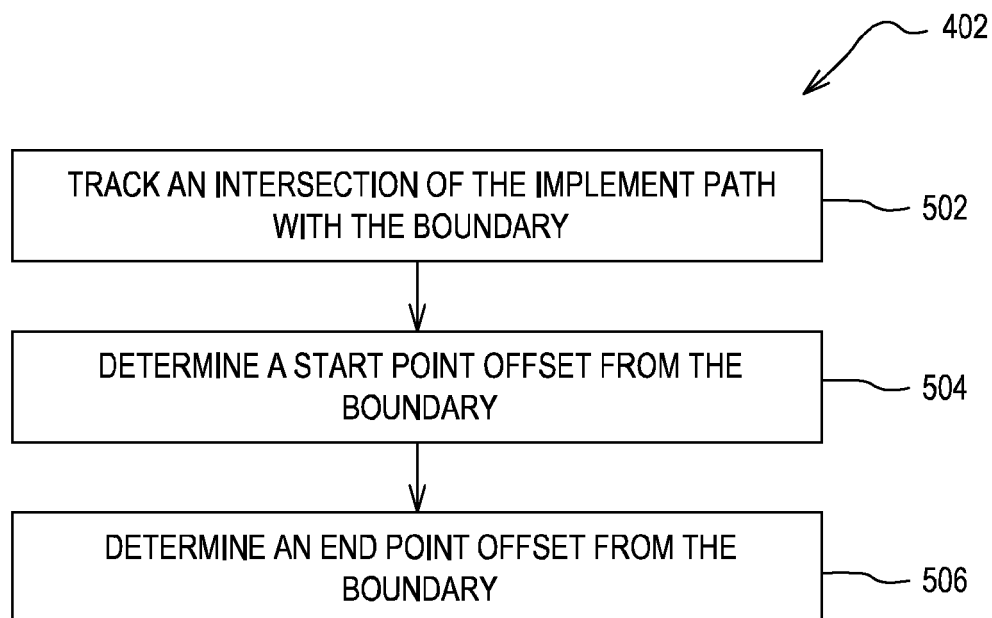 402
TRACK AN INTERSECTION OF THE IMPLEMENT PATH
WITH THE BOUNDARY
502
DETERMINE A START POINT OFFSET FROM THE
BOUNDARY
504
DETERMINE AN END POINT OFFSET FROM THE
BOUNDARY
506